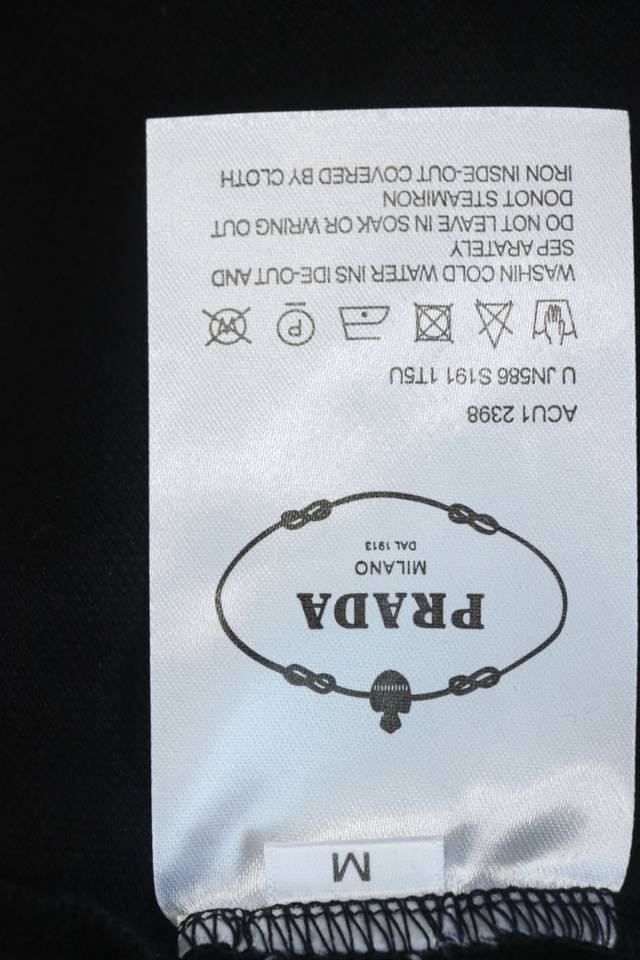 M
PRADA
MILANO
DAL 1913
ACU1 2398
U JN586 S191 1T5U
P
W
WASHIN COLD WATER INS IDE-OUT AND
SEP ARATELY
DO NOT LEAVE IN SOAK OR WRING OUT
DONOT STEAMIRON
IRON INSDE-OUT COVERED BY CLOTH